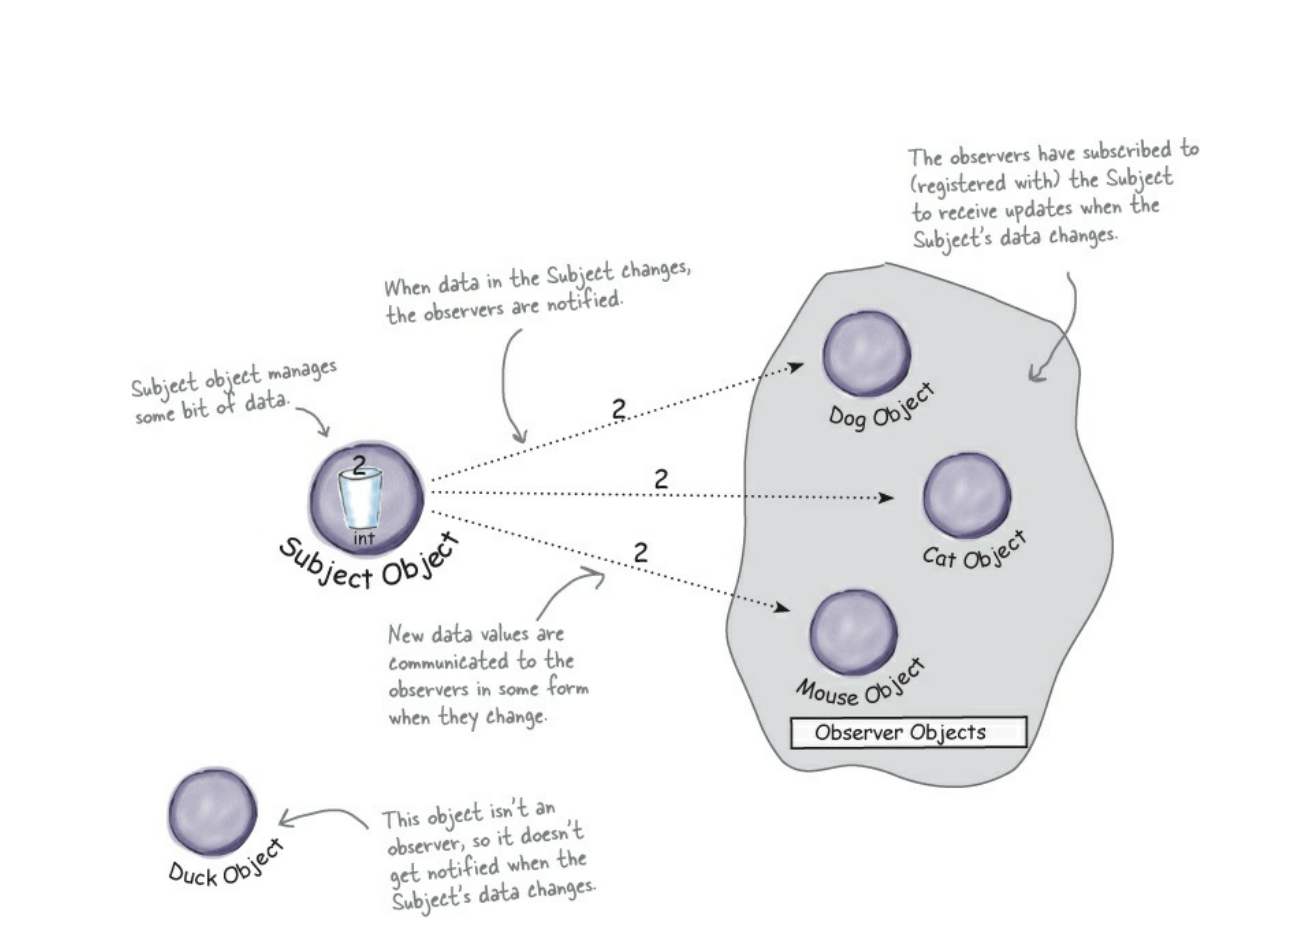 The observers have subscribed to
(registered with) the Subject
to receive updates when the
Subject's data changes.
When data in the Subject changes,
the observers are notified.
Subject object manages
some bit of data.
2
int
Subject Object
2
2
2
Dog Object
Cat Object
Mouse Object
Observer Objects
New data values are
communicated to the
observers in some form
when they change.
Duck Object
This object isn't an
observer, so it doesn't
get notified when the
Subject's data changes.